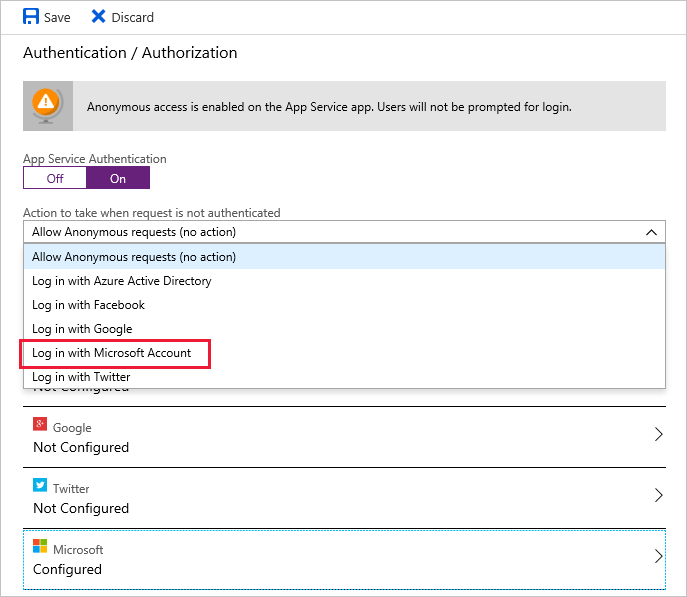 Save Discard
Authentication / Authorization
Anonymous access is enabled on the App Service app. Users will not be prompted for login.
App Service Authentication
Off On
Action to take when request is not authenticated
Allow Anonymous requests (no action)
Allow Anonymous requests (no action)
Log in with Azure Active Directory
Log in with Facebook
Log in with Google
Log in with Microsoft Account
Log in with Twitter
Not Configured
Google
Not Configured
Twitter
Not Configured
Microsoft
Configured